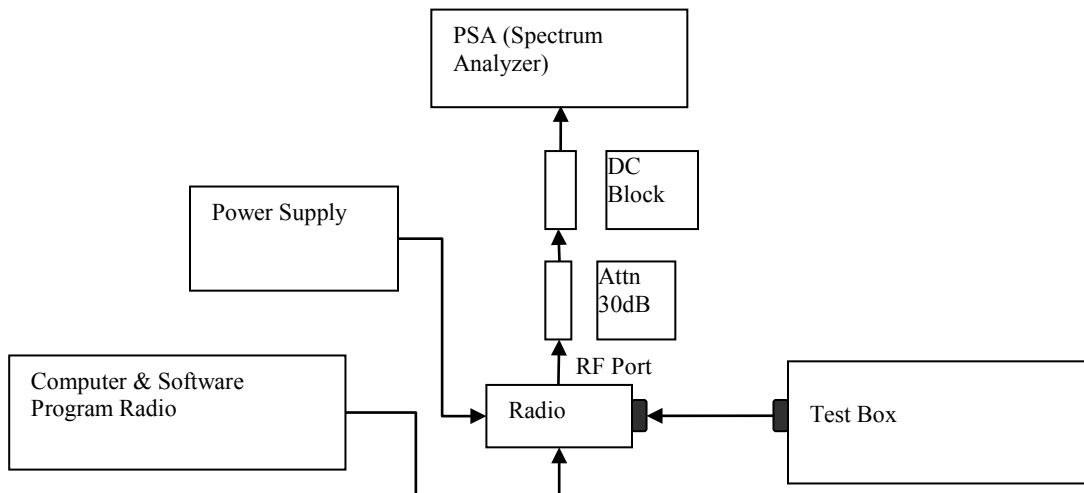 PSA (Spectrum
Analyzer)
DC
Block
Power Supply
Attn
30dB
RF Port
Computer & Software
Program Radio
Radio
Test Box